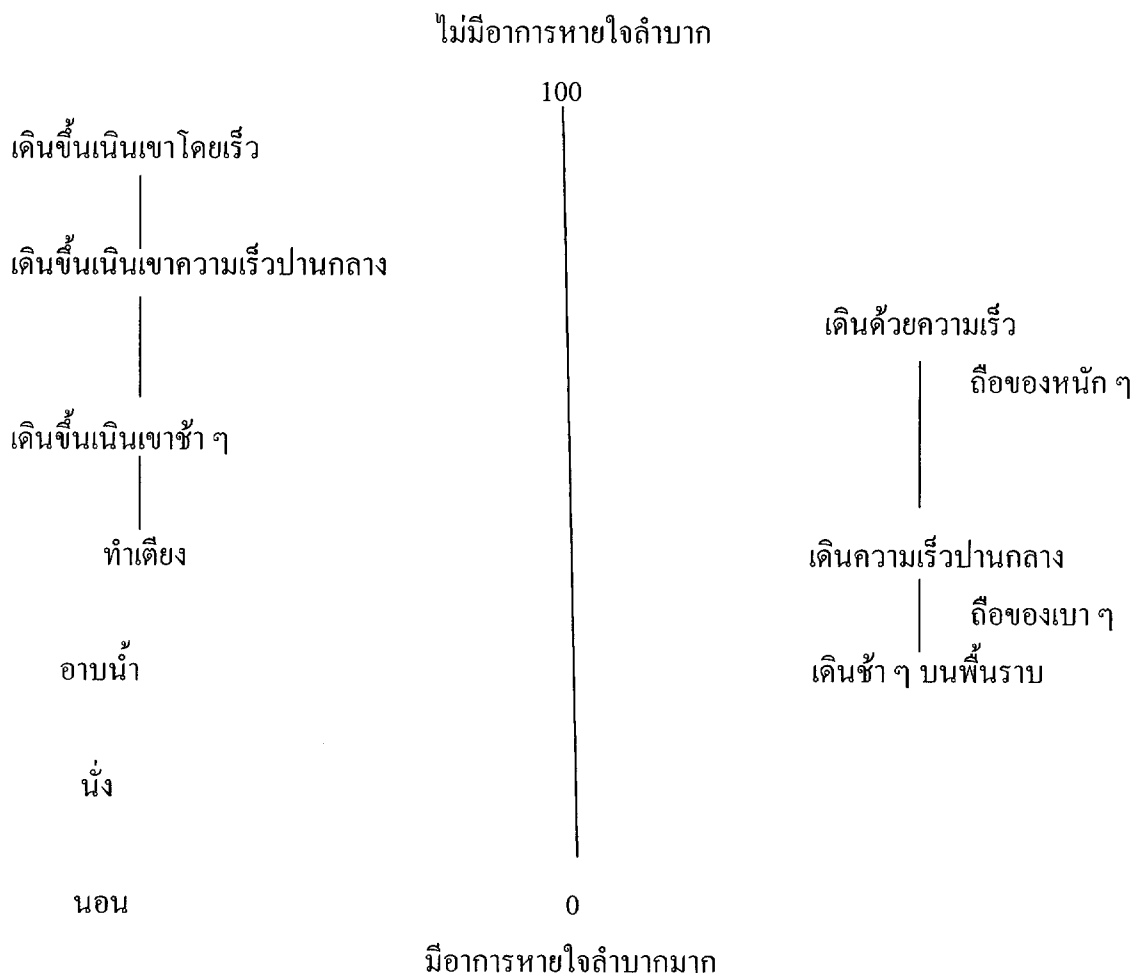 ไม่มีอาการหายใจลำบาก
100
เดินขึ้นเนินเขาโดยเร็ว
เดินขึ้นเนินเขาความเร็วปานกลาง
เดินด้วยความเร็ว
ถือของหนัก ๆ
เดินขึ้นเนินเขาช้า ๆ
ทำเตียง
เดินความเร็วปานกลาง
ถือของเบา ๆ
อาบน้ำ
เดินช้า ๆ บนพื้นราบ
นั่ง
นอน
0
มีอาการหายใจลำบากมาก